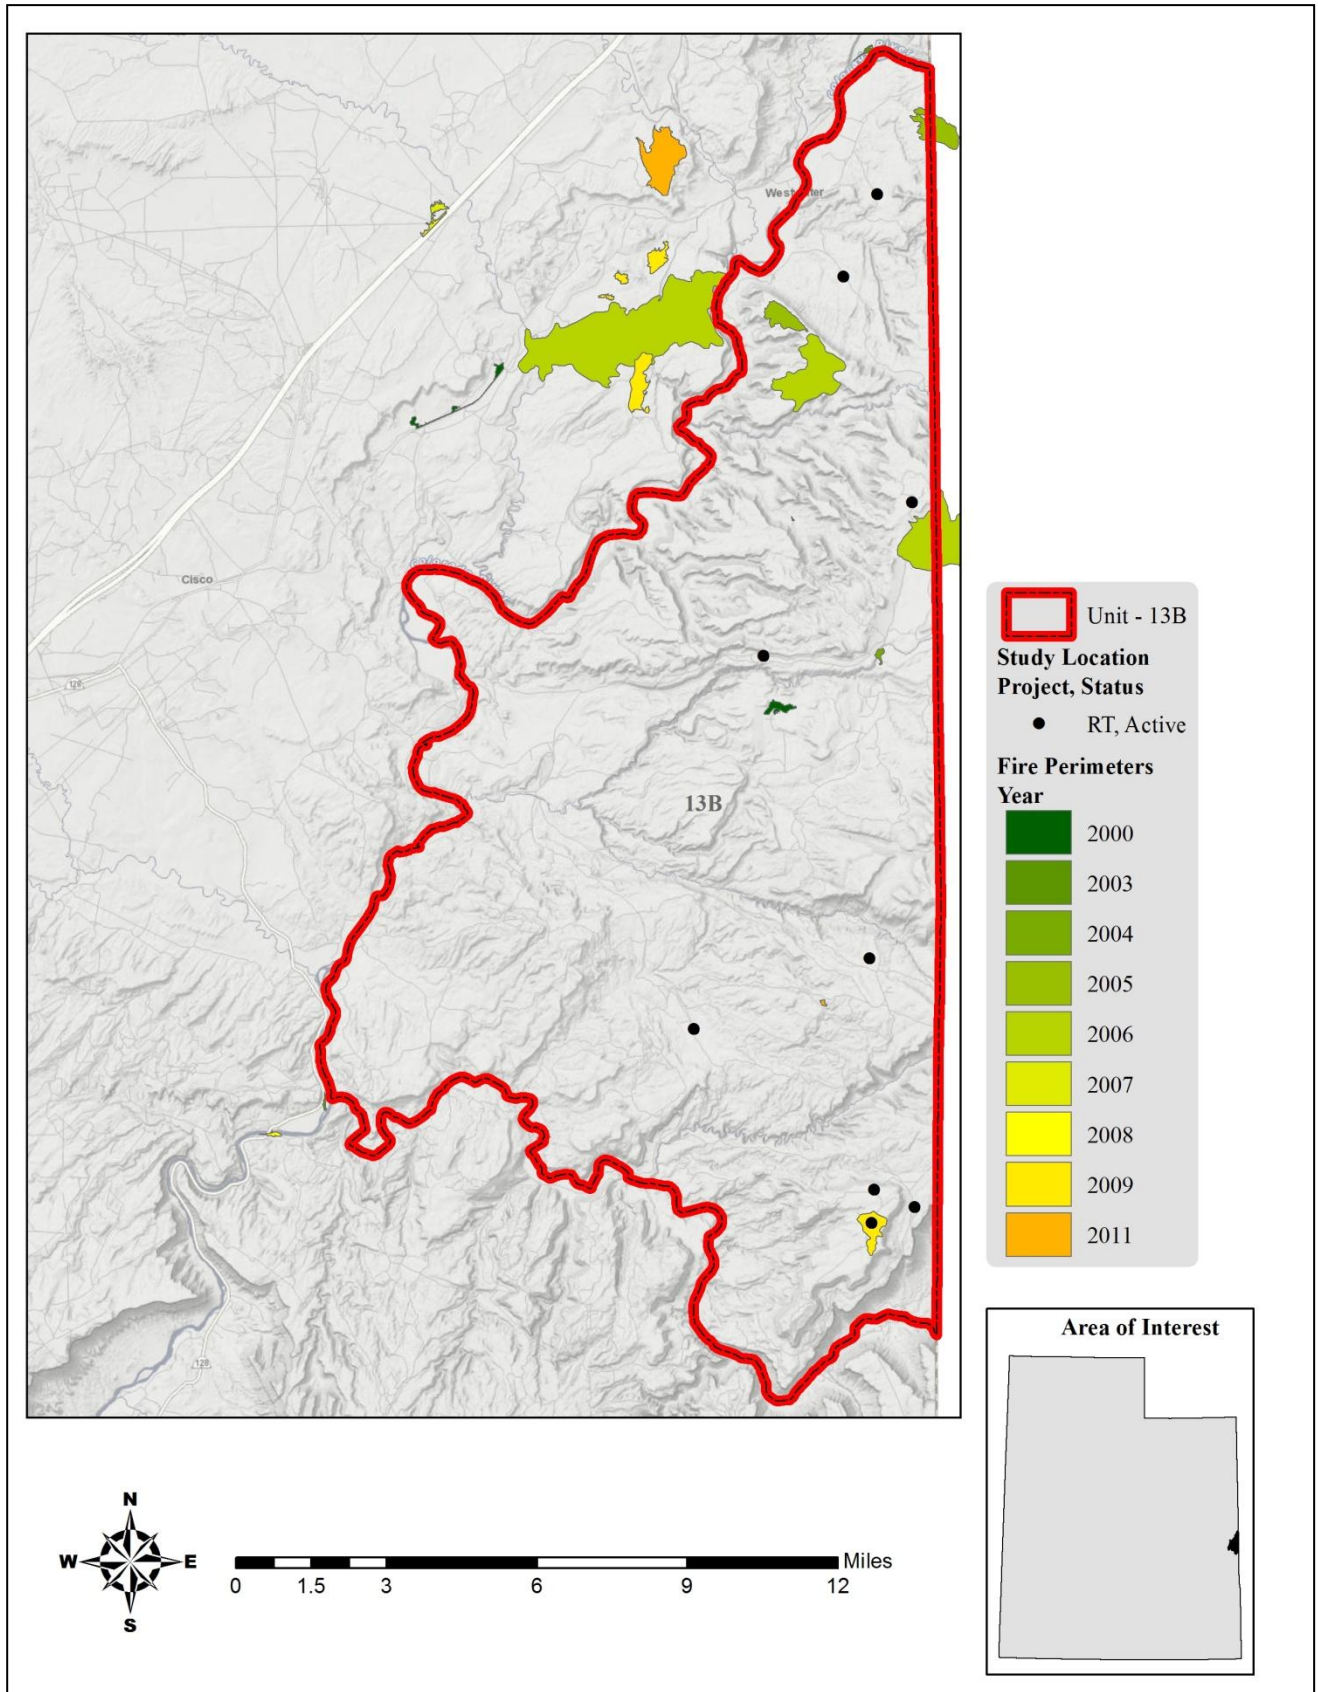 Cisco
128
13B
128
Unit - 13B
Study Location
Project, Status
RT, Active
Fire Perimeters
Year
2000
2003
2004
2005
2006
2007
2008
2009
2011
Area of Interest
N
W E
S
0 1.5 3 6 9 12 Miles